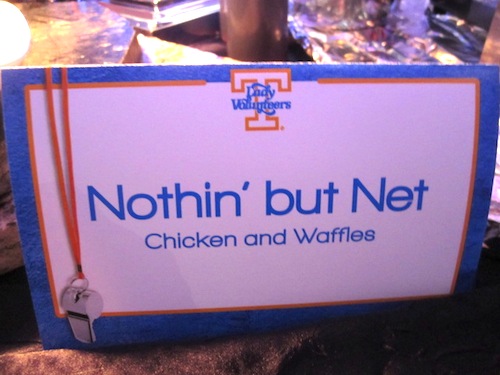 Lady
Volunteers
T
Nothin' but Net
Chicken and Waffles